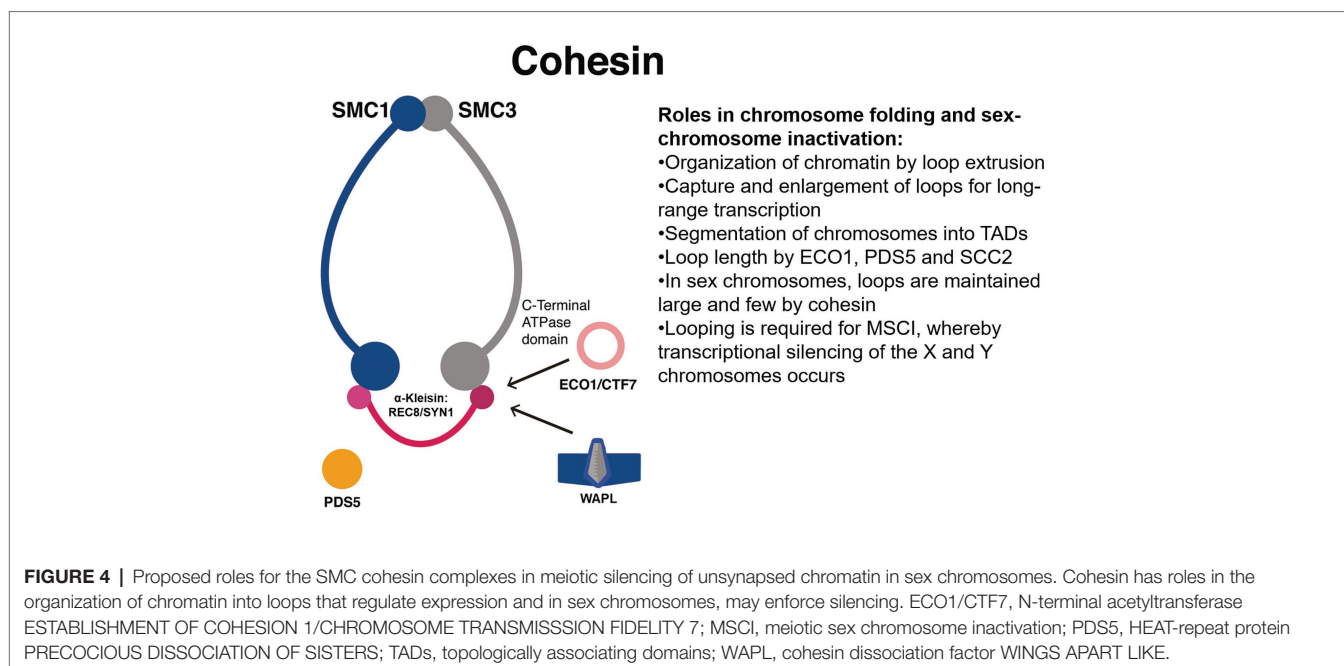 Cohesin
SMC1
SMC3
C-Terminal
ATPase
domain
ECO1/CTF7
α-Kleisin:
REC8/SYN1
PDS5
WAPL
Roles in chromosome folding and sex-
chromosome inactivation:
•Organization of chromatin by loop extrusion
•Capture and enlargement of loops for long-
range transcription
•Segmentation of chromosomes into TADs
•Loop length by ECO1, PDS5 and SCC2
•In sex chromosomes, loops are maintained
large and few by cohesin
•Looping is required for MSCI, whereby
transcriptional silencing of the X and Y
chromosomes occurs
FIGURE 4 | Proposed roles for the SMC cohesin complexes in meiotic silencing of unsynapsed chromatin in sex chromosomes. Cohesin has roles in the
organization of chromatin into loops that regulate expression and in sex chromosomes, may enforce silencing. ECO1/CTF7, N-terminal acetyltransferase
ESTABLISHMENT OF COHESION 1/CHROMOSOME TRANSMISSSION FIDELITY 7; MSCI, meiotic sex chromosome inactivation; PDS5, HEAT-repeat protein
PRECOCIOUS DISSOCIATION OF SISTERS; TADs, topologically associating domains; WAPL, cohesin dissociation factor WINGS APART LIKE.